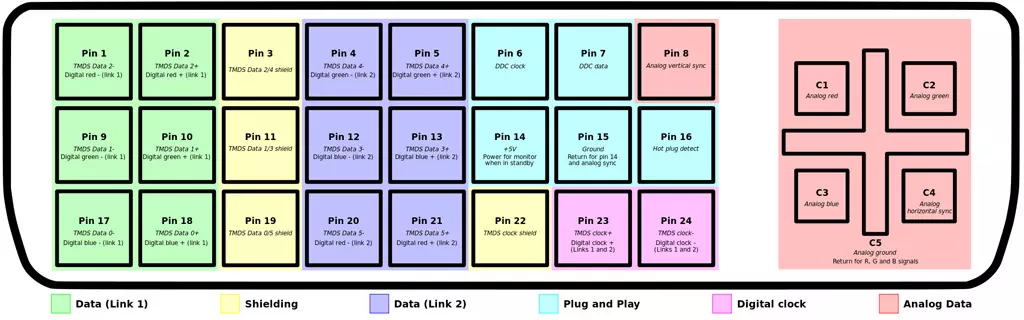 Pin 1
TMDS Data 2-
Digital red - (link 1)
Pin 2
TMDS Data 2+
Digital red + (link 1)
Pin 3
TMDS Data 2/4 shield
Pin 4
TMDS Data 4-
Digital green - (link 2)
Pin 5
TMDS Data 4+
Digital green + (link 2)
Pin 6
DDC clock
Pin 7
DDC data
Pin 8
Analog vertical sync
Pin 9
TMDS Data 1-
Digital green - (link 1)
Pin 10
TMDS Data 1+
Digital green + (link 1)
Pin 11
TMDS Data 1/3 shield
Pin 12
TMDS Data 3-
Digital blue - (link 2)
Pin 13
TMDS Data 3+
Digital blue + (link 2)
Pin 14
+5V
Power for monitor
when in standby
Pin 15
Ground
Return for pin 14
and analog sync
Pin 16
Hot plug detect
Pin 17
TMDS Data 0-
Digital blue - (link 1)
Pin 18
TMDS Data 0+
Digital blue + (link 1)
Pin 19
TMDS Data 0/5 shield
Pin 20
TMDS Data 5-
Digital red - (link 2)
Pin 21
TMDS Data 5+
Digital red + (link 2)
Pin 22
TMDS clock shield
Pin 23
TMDS clock+
Digital clock +
(Links 1 and 2)
Pin 24
TMDS clock-
Digital clock -
(Links 1 and 2)
C1
Analog red
C2
Analog green
C3
Analog blue
C4
Analog
horizontal sync
C5
Analog ground
Return for R, G and B signals
Data (Link 1)
Shielding
Data (Link 2)
Plug and Play
Digital clock
Analog Data